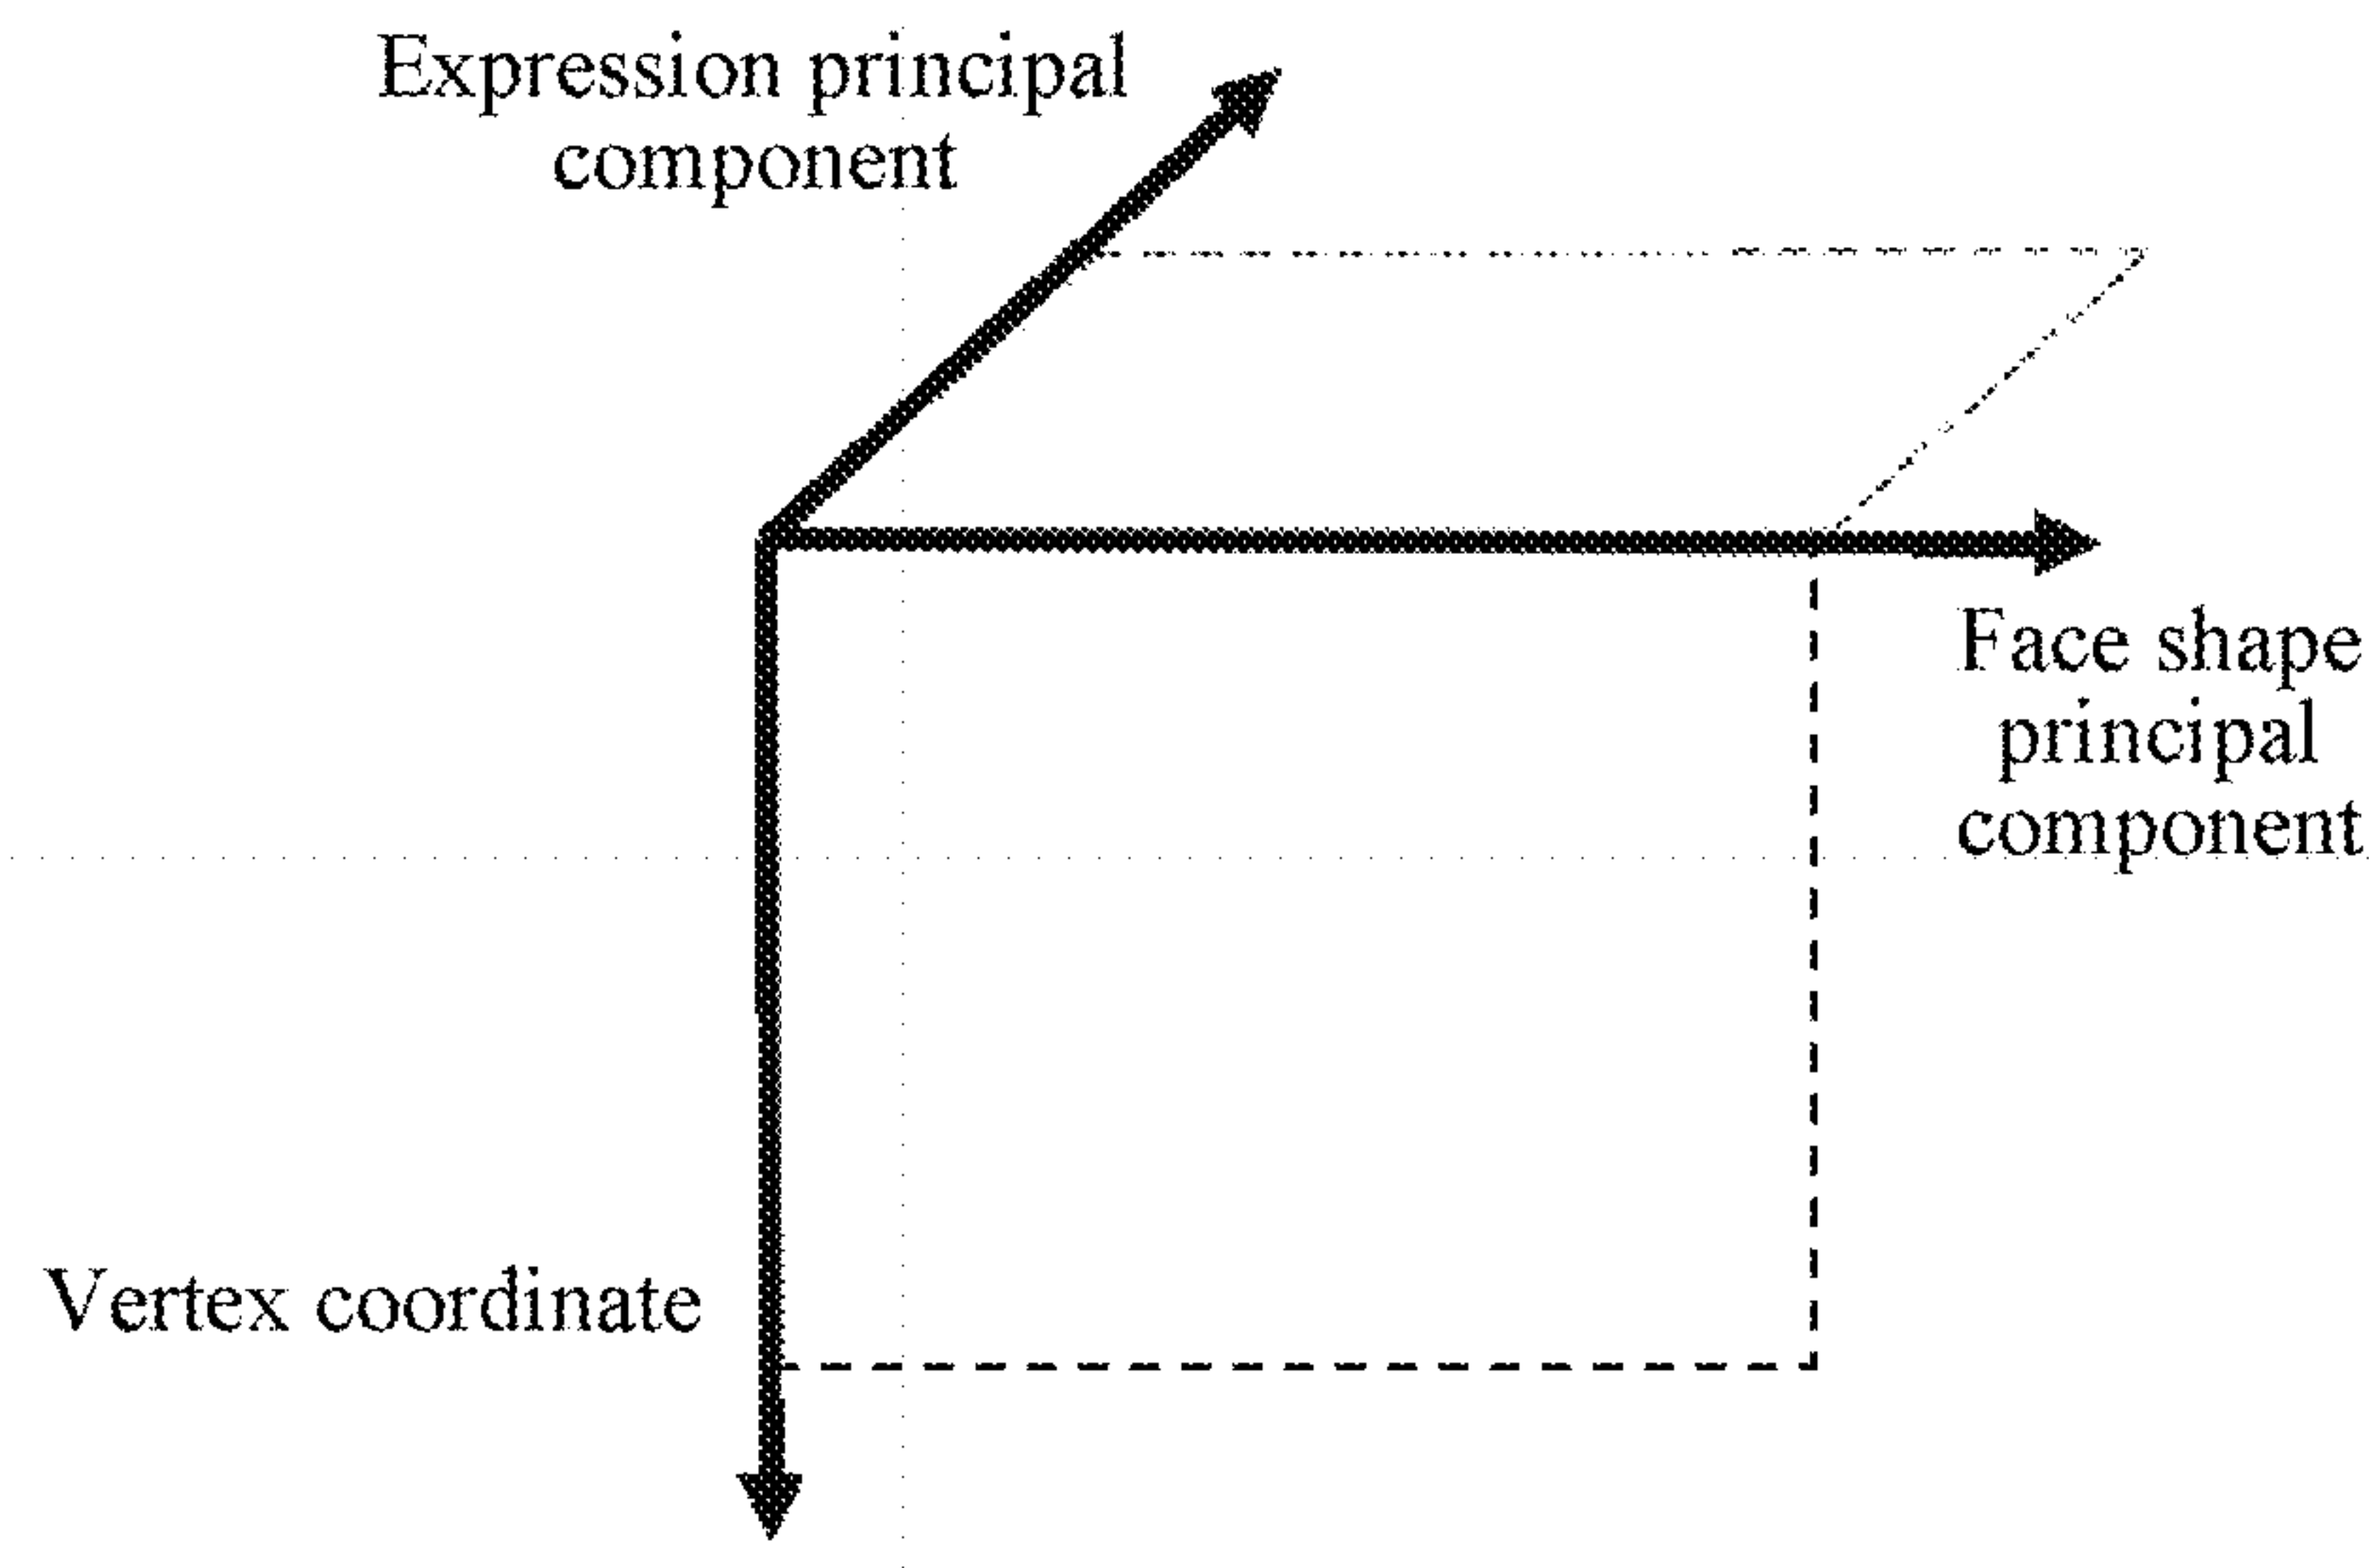 Expression principal
component
Face shape
principal
component
Vertex coordinate